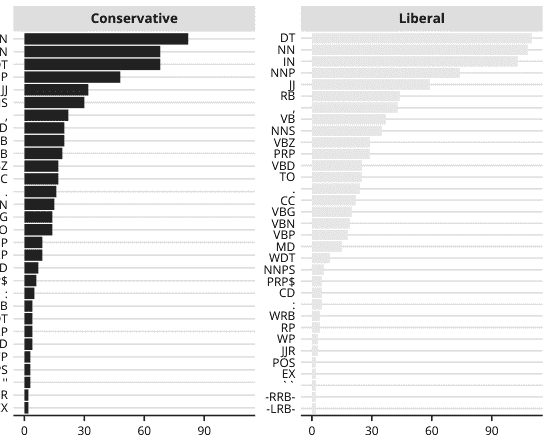 Conservative
N
N
T
P
JJ
S
,
D
B
B
Z
C
.
N
G
O
P
P
D
$
:
B
T
P
D
P
S
''
R
X
0 30 60 90
Liberal
DT
NN
IN
NNP
JJ
RB
,
VB
NNS
VBZ
PRP
VBD
TO
.
CC
VBG
VBN
VBP
MD
WDT
NNPS
PRP$
CD
:
WRB
RP
WP
JJR
POS
EX
``
-RRB-
-LRB-
0 30 60 90